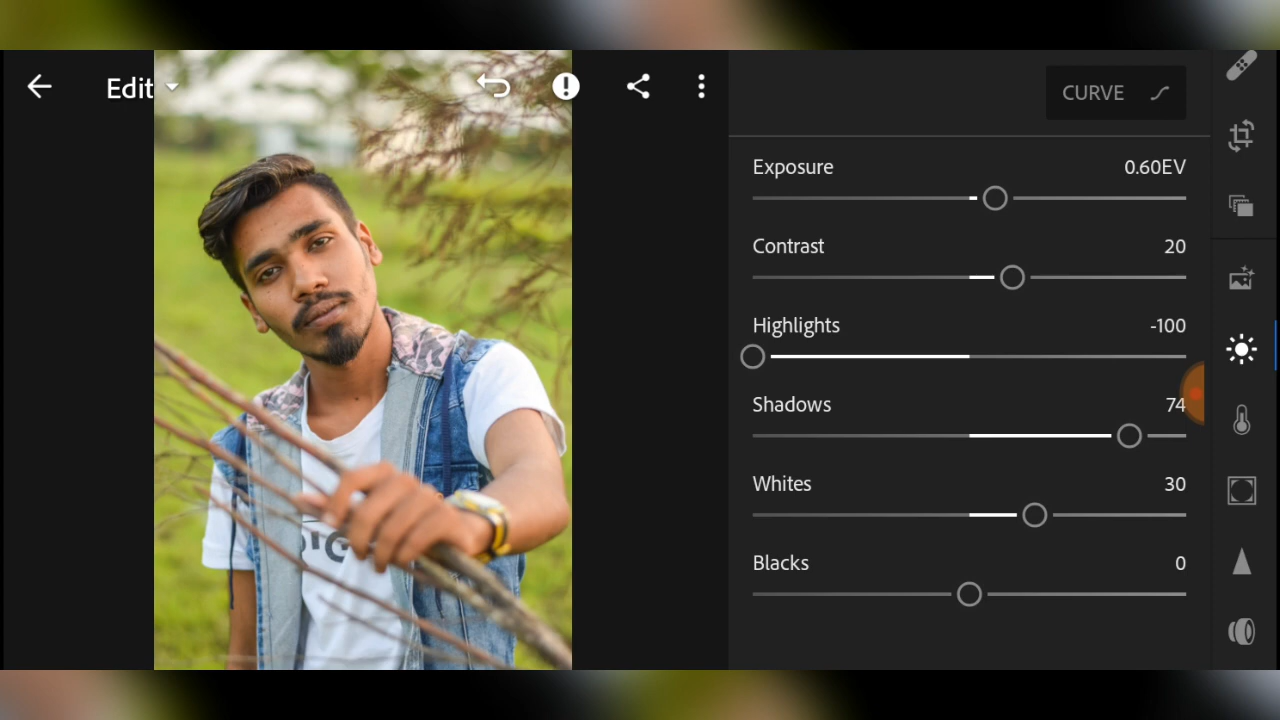 Edit
CURVE
Exposure 0.60EV
Contrast 20
Highlights -100
Shadows 74
Whites 30
Blacks 0